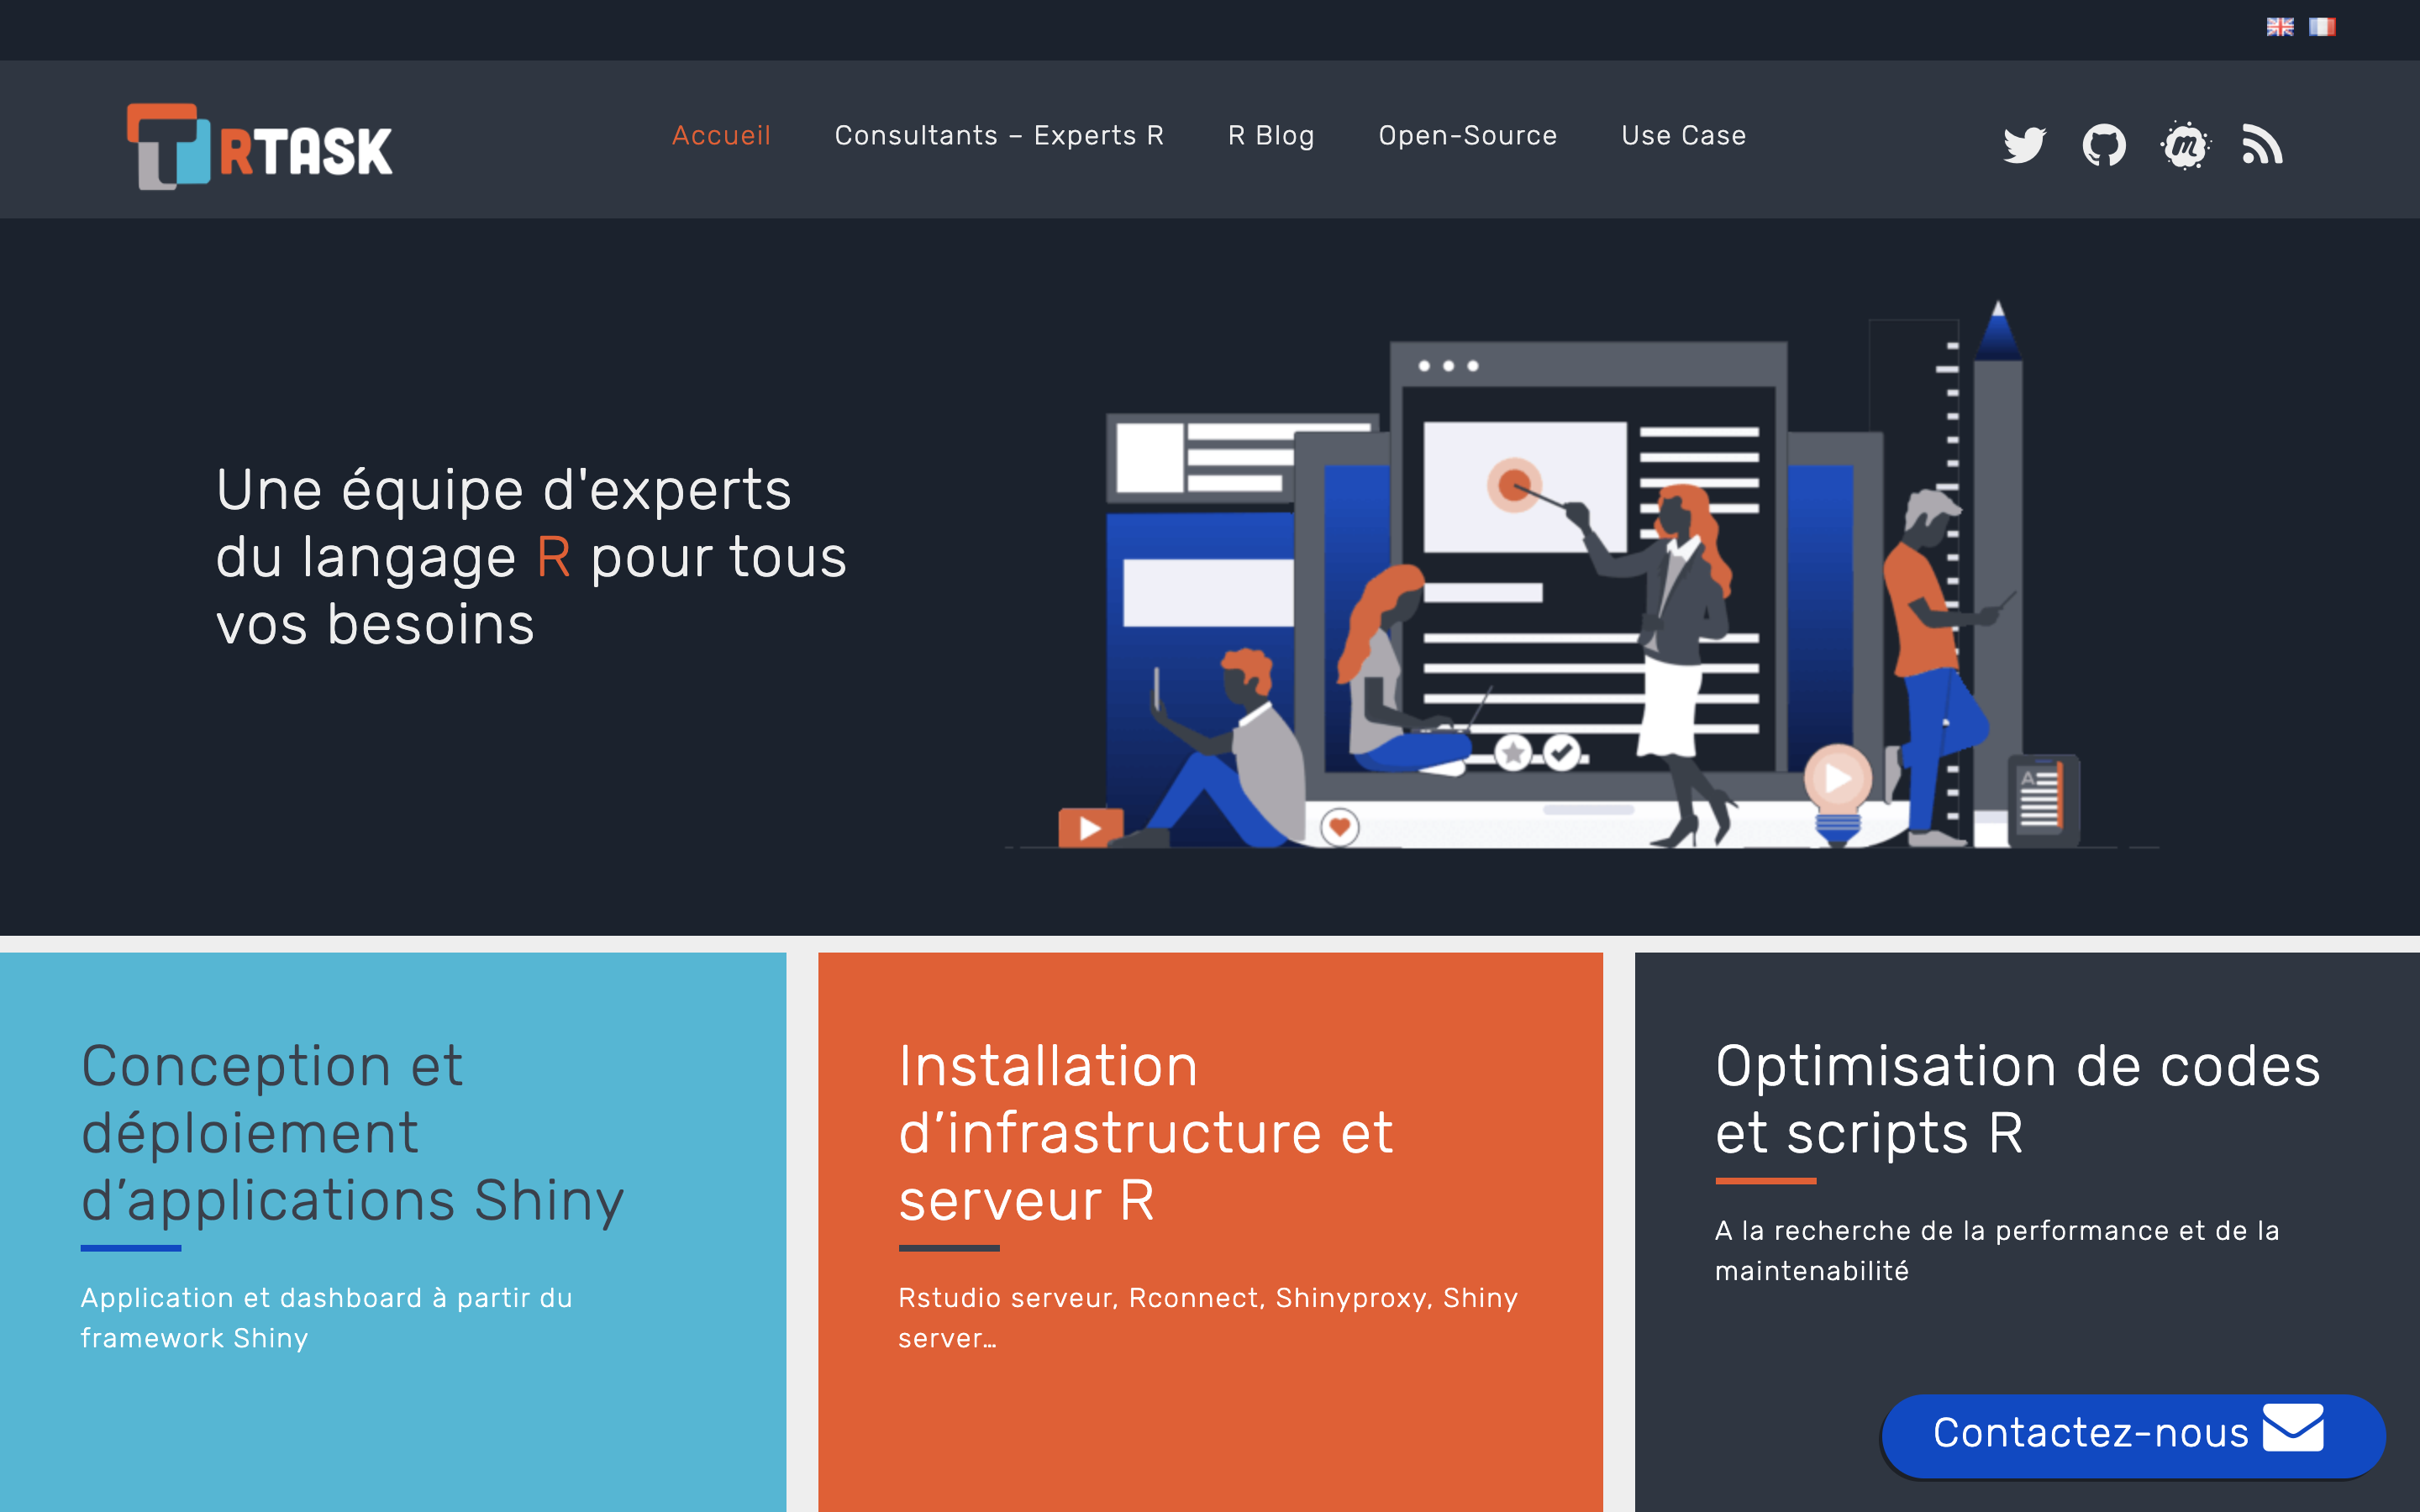 RTASK
Accueil
Consultants – Experts R
R Blog
Open-Source
Use Case
Une équipe d'experts
du langage R pour tous
vos besoins
A
Conception et
déploiement
d’applications Shiny
Application et dashboard à partir du
framework Shiny
Installation
d’infrastructure et
serveur R
Rstudio serveur, Rconnect, Shinyproxy, Shiny
server…
Optimisation de codes
et scripts R
A la recherche de la performance et de la
maintenabilité
Contactez-nous